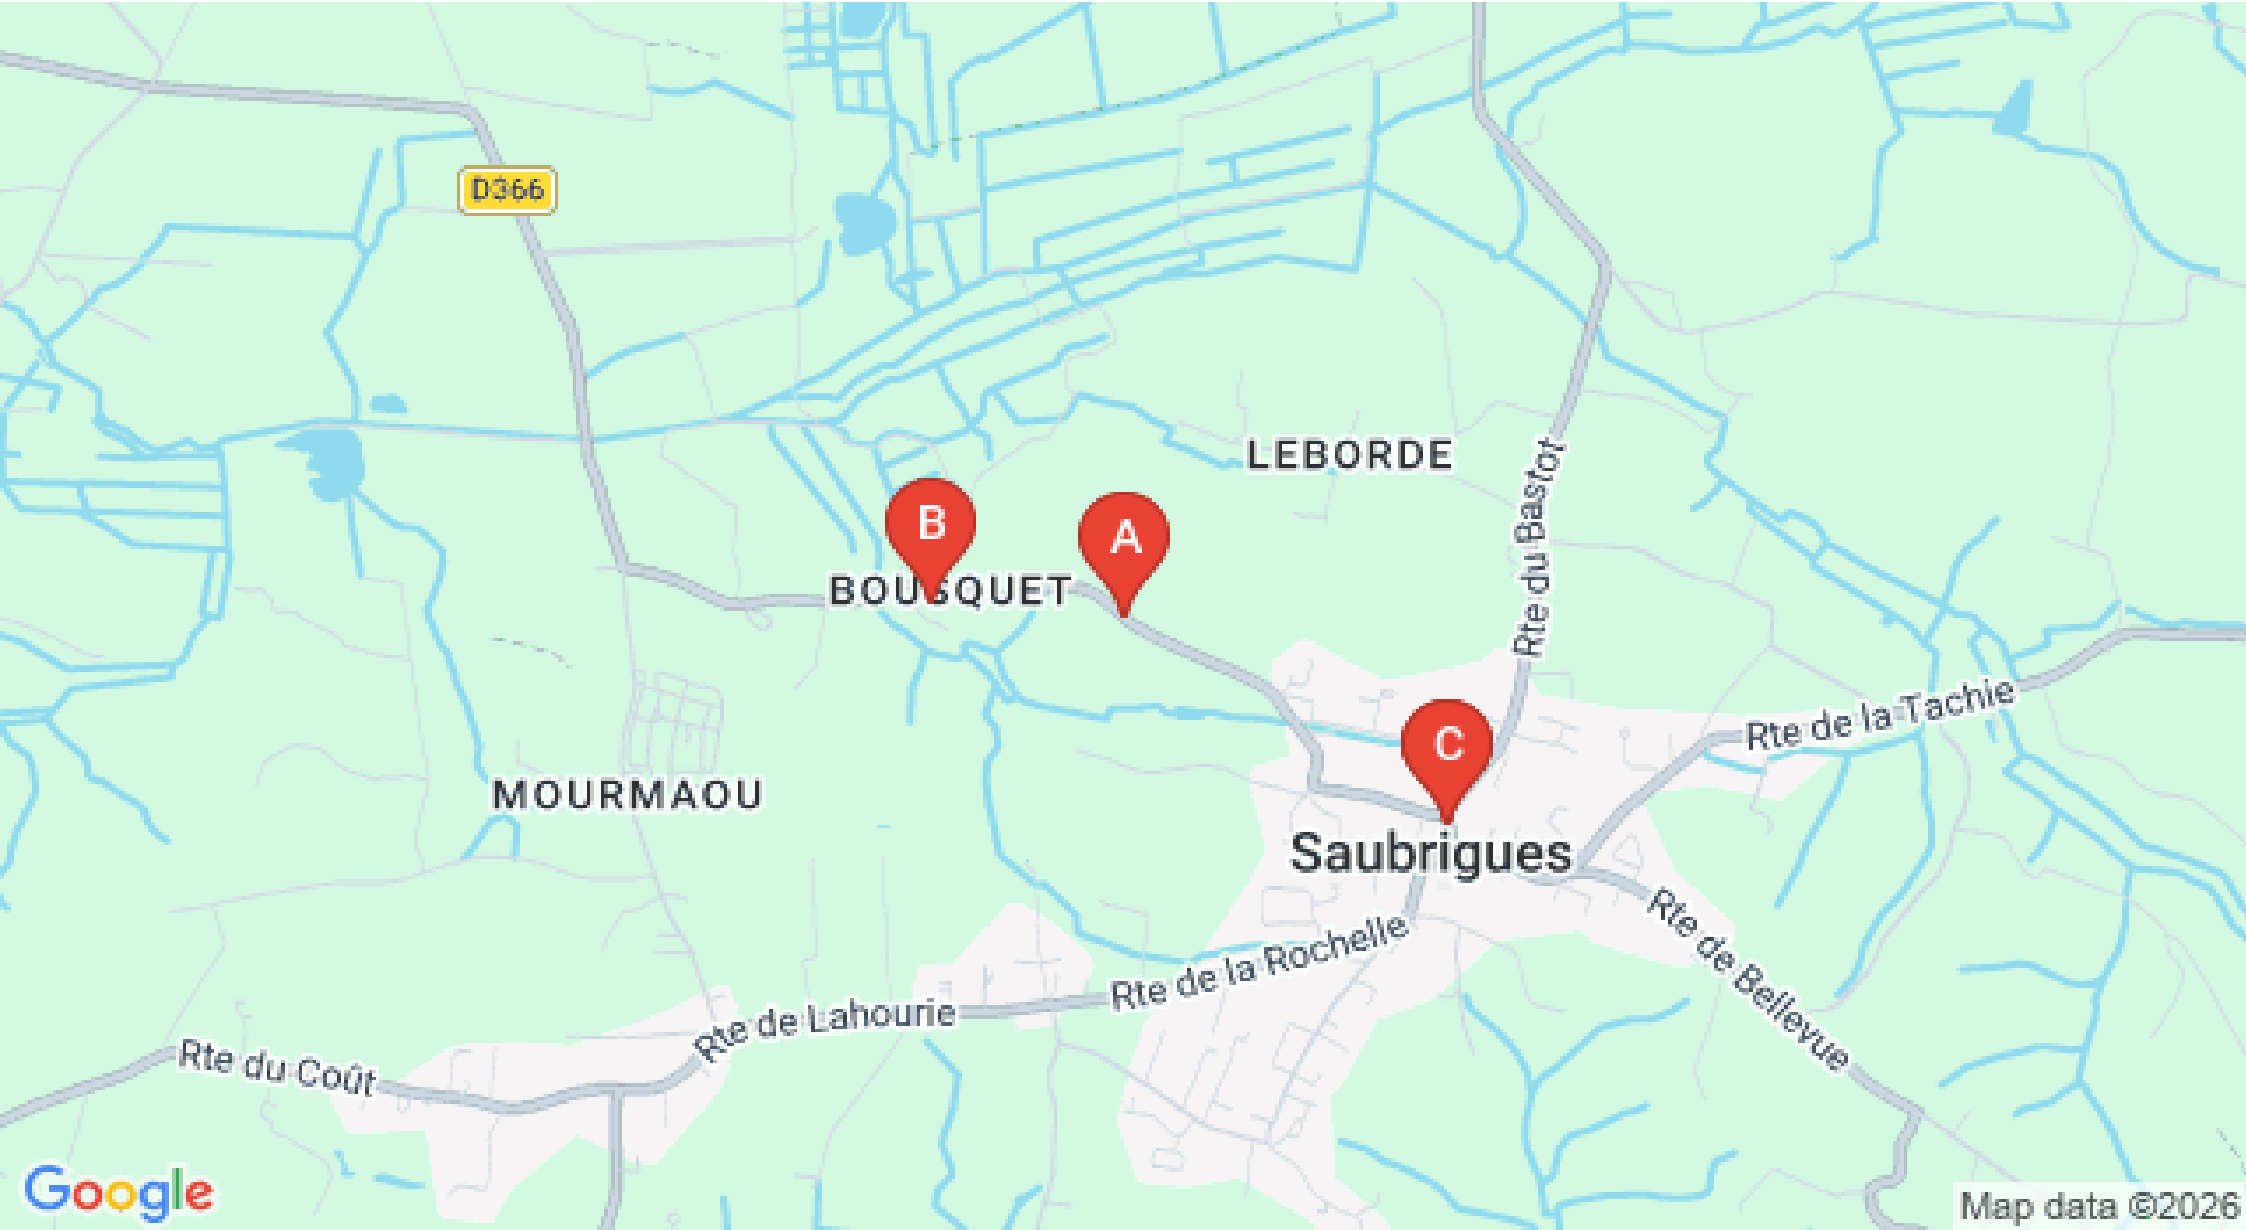 D366
LEBORDE
Rte du Bastot
B
A
BOUSQUET
C
Rte de la Tachie
MOURMAOU
Saubrigues
Rte de Bellevue
Rte de la Rochelle
Rte de Lahourie
Rte du Coût
Google
Map data ©2026